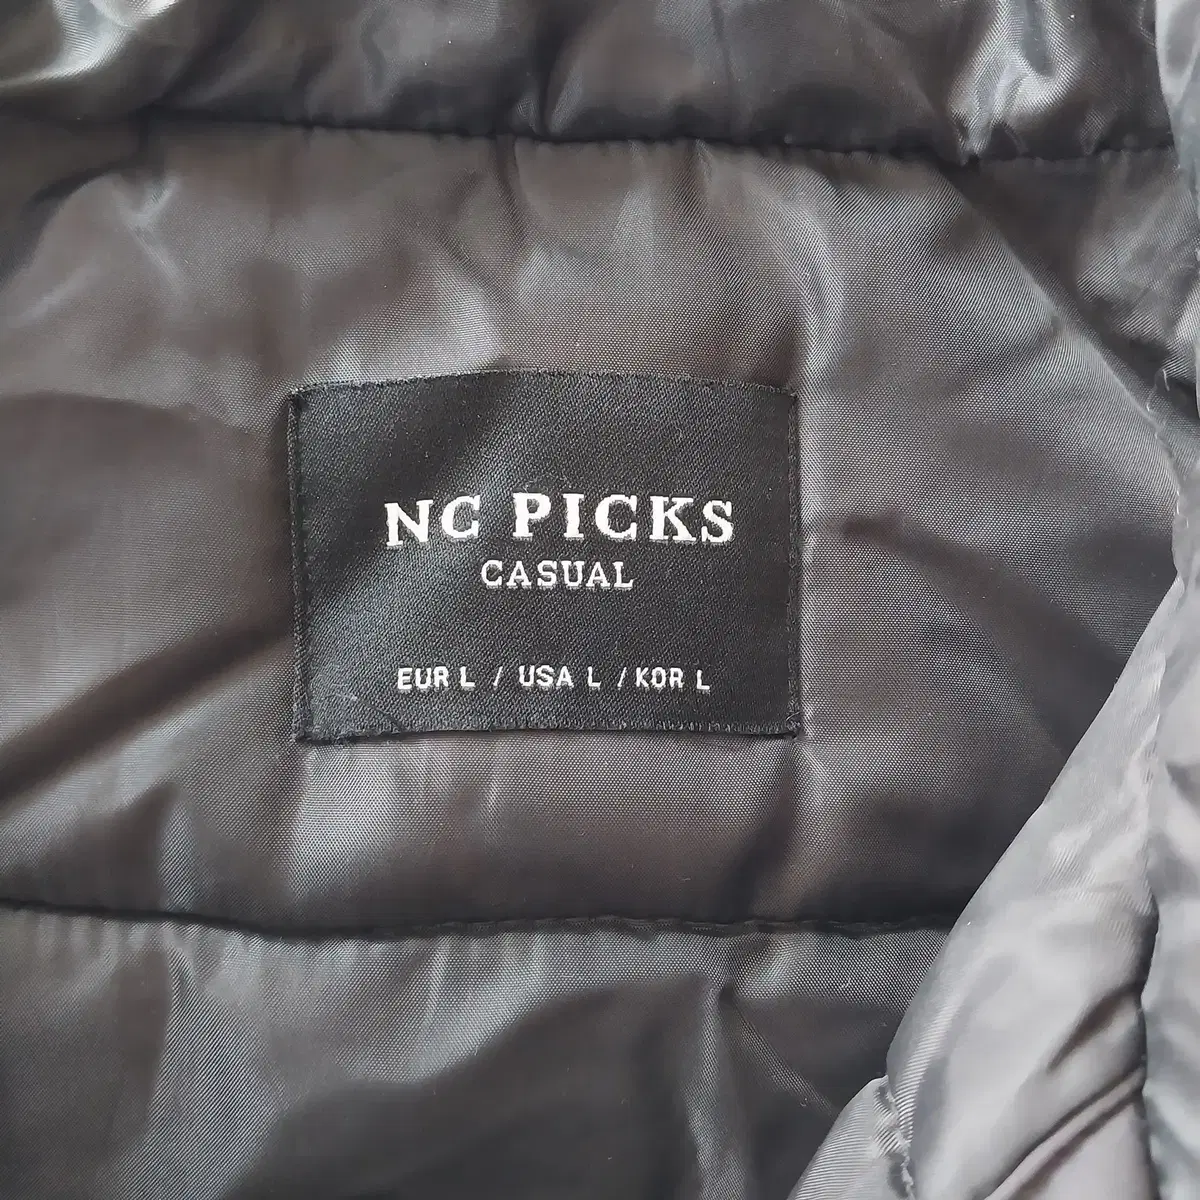 NC PICKS
CASUAL
EUR L / USA L / KOR L